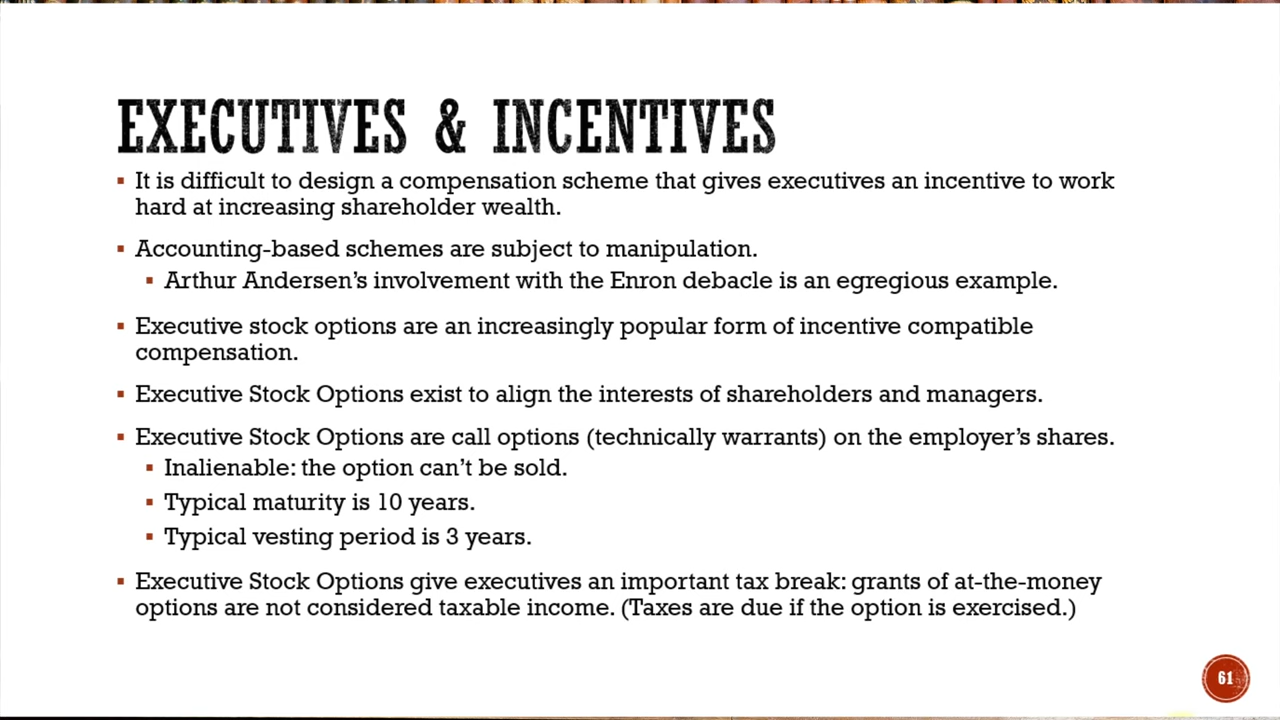 EXECUTIVES & INCENTIVES
▪ It is difficult to design a compensation scheme that gives executives an incentive to work
hard at increasing shareholder wealth.
▪ Accounting-based schemes are subject to manipulation.
▪ Arthur Andersen's involvement with the Enron debacle is an egregious example.
▪ Executive stock options are an increasingly popular form of incentive compatible
compensation.
▪ Executive Stock Options exist to align the interests of shareholders and managers.
▪ Executive Stock Options are call options (technically warrants) on the employer's shares.
▪ Inalienable: the option can't be sold.
▪ Typical maturity is 10 years.
▪ Typical vesting period is 3 years.
▪ Executive Stock Options give executives an important tax break: grants of at-the-money
options are not considered taxable income. (Taxes are due if the option is exercised.)
61